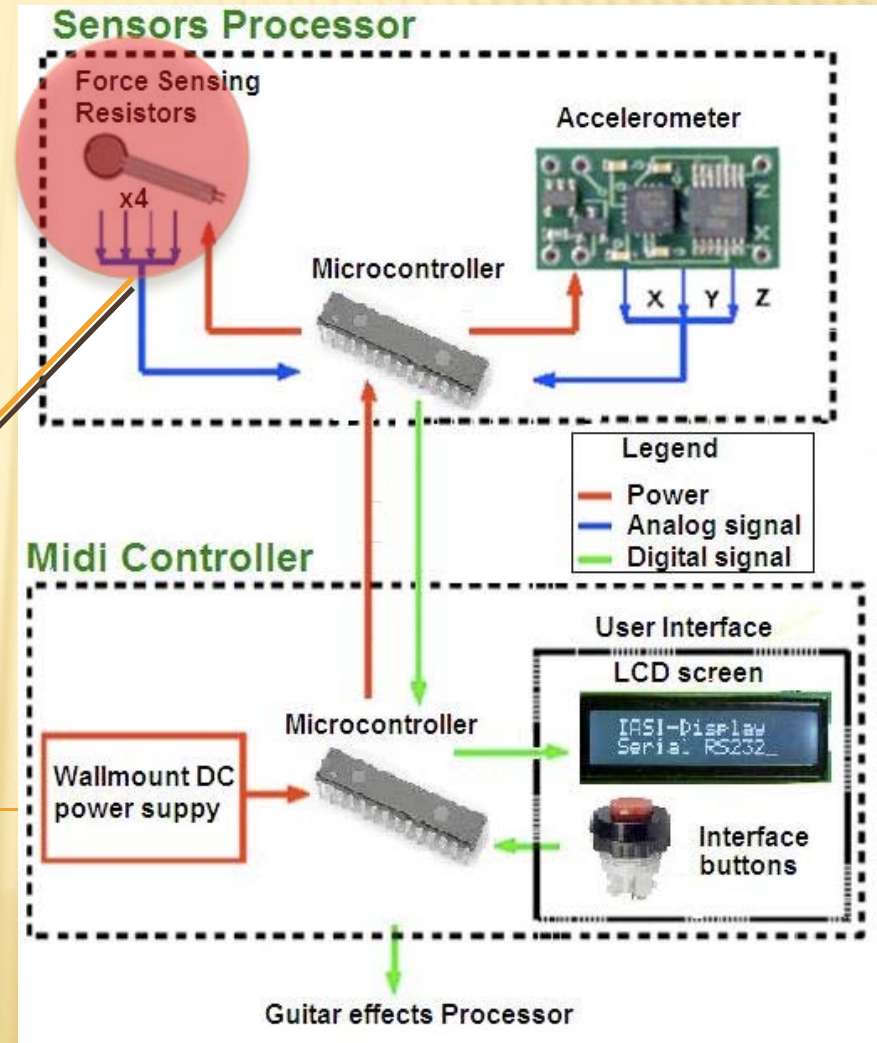 Sensors Processor
Force Sensing
Resistors
x4
Accelerometer
Microcontroller
X Y Z
Legend
Power
Analog signal
Digital signal
Midi Controller
User Interface
LCD screen
IASI-Display
Serial RS232_
Microcontroller
Wallmount DC
power suppy
Interface
buttons
Guitar effects Processor